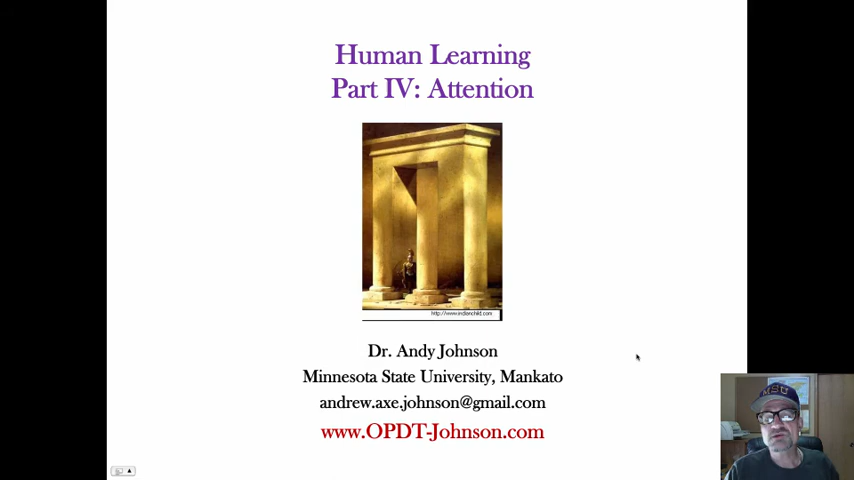 Human Learning
Part IV: Attention
http://www.indianchild.com
Dr. Andy Johnson
Minnesota State University, Mankato
andrew.axe.johnson@gmail.com
www.OPDT-Johnson.com